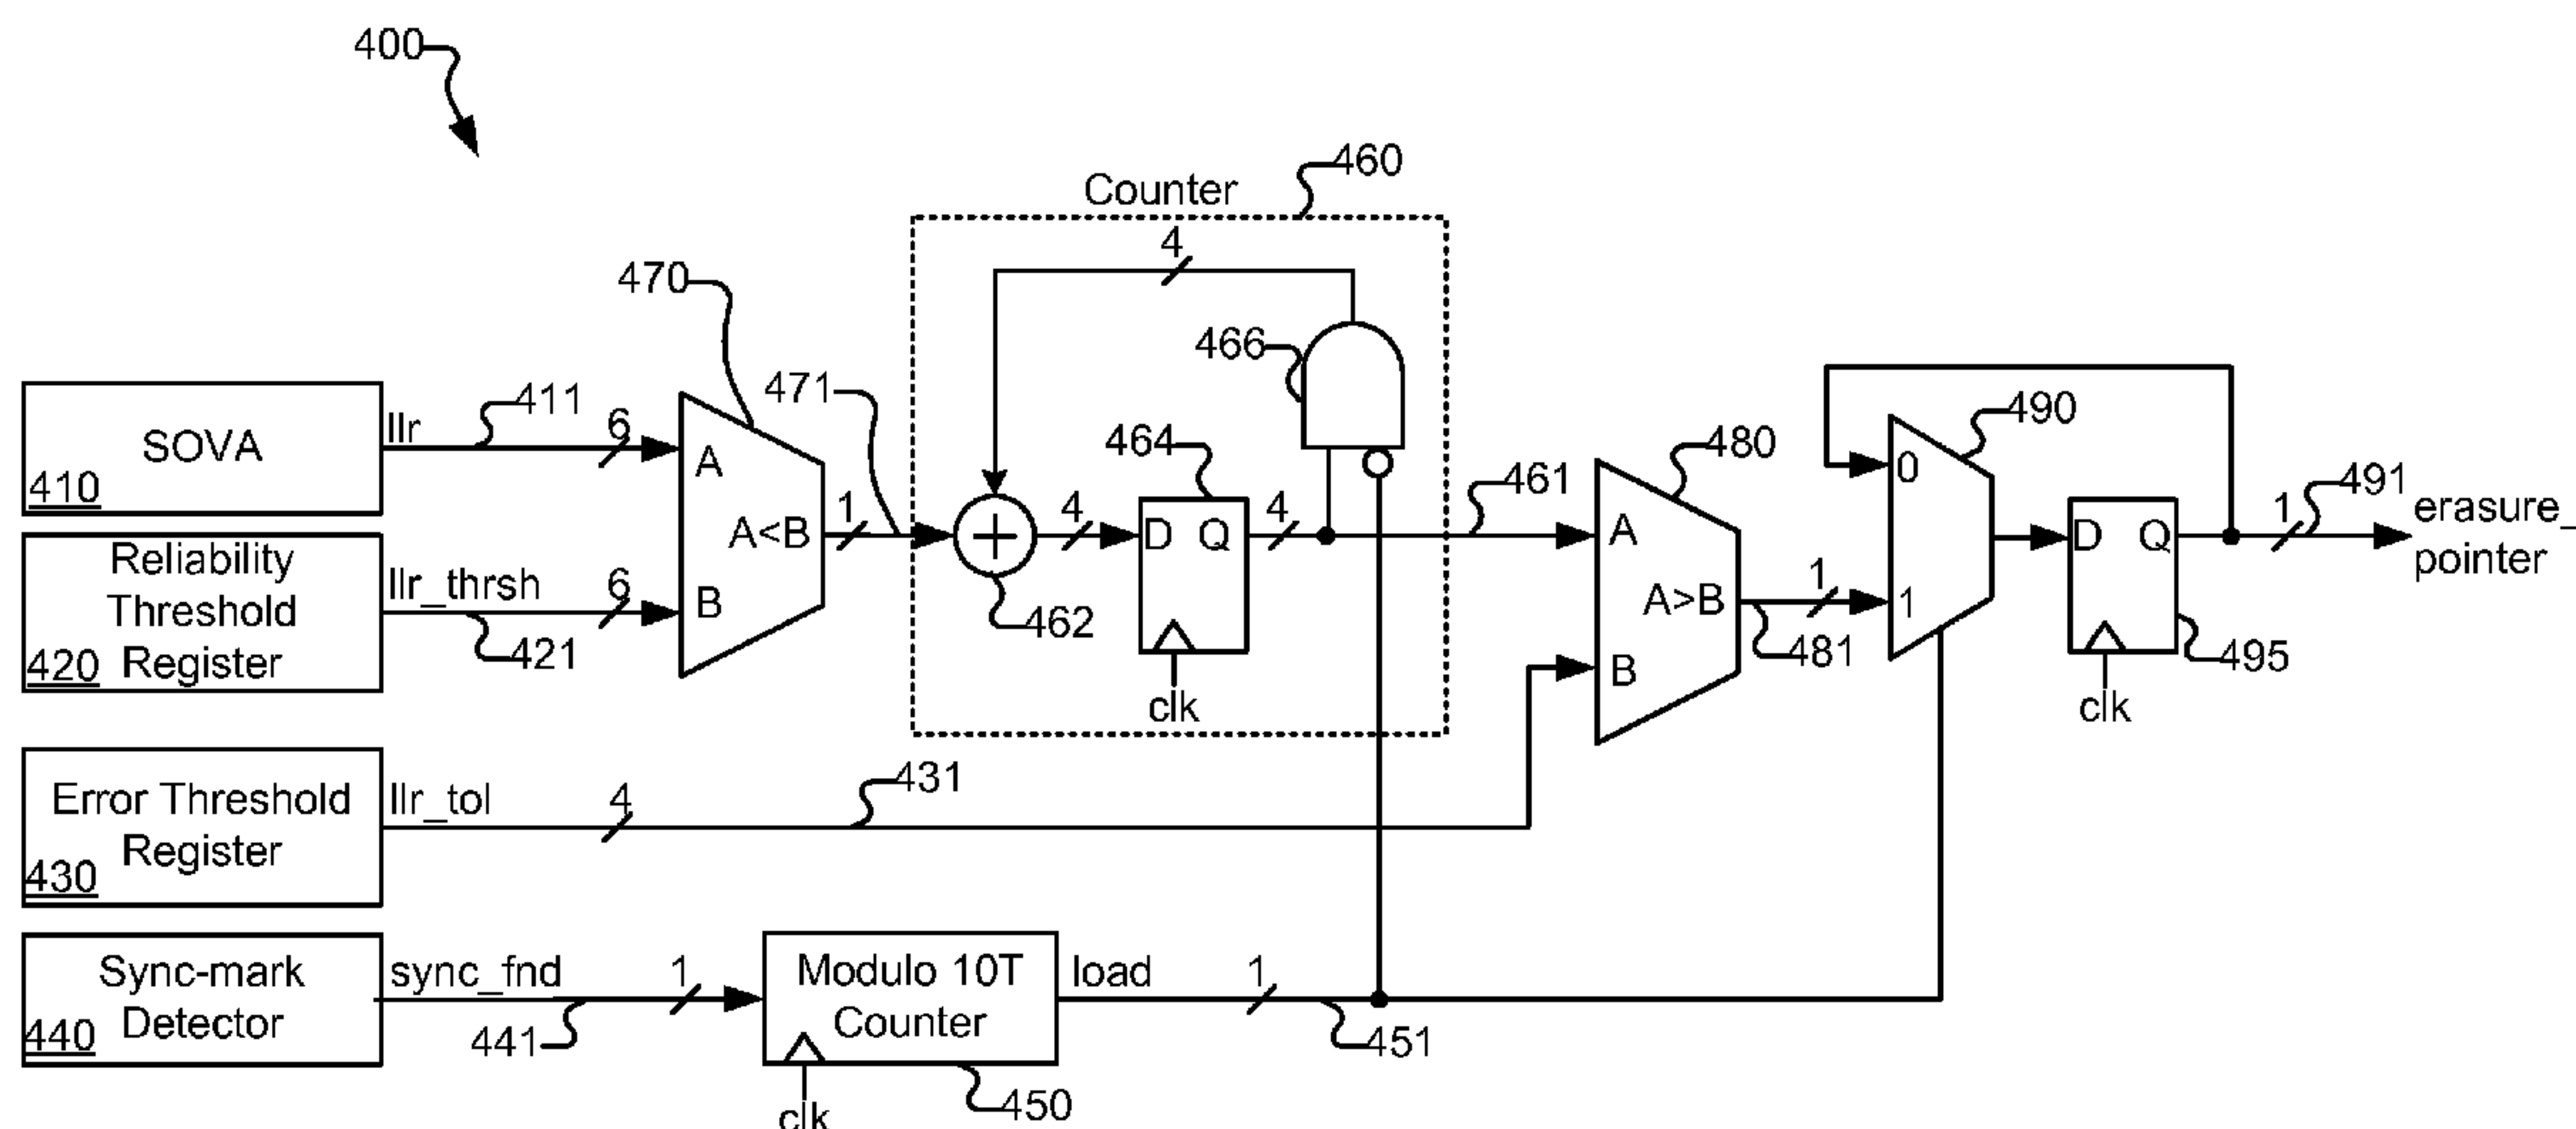 400
460
Counter
4
470
466
471
490
411
llr
6
SOVA
410
A
1
A<B
464
4
4
D
Q
461
480
A
0
491
1
erasure_
pointer
D
Q
Reliability
Threshold
Register
420
llr_thrsh
6
B
421
462
clk
A>B
1
1
481
495
clk
B
Error Threshold
Register
430
llr_tol
4
431
Sync-mark
Detector
440
sync_fnd
1
441
Modulo 10T
Counter
load
1
451
clk
450